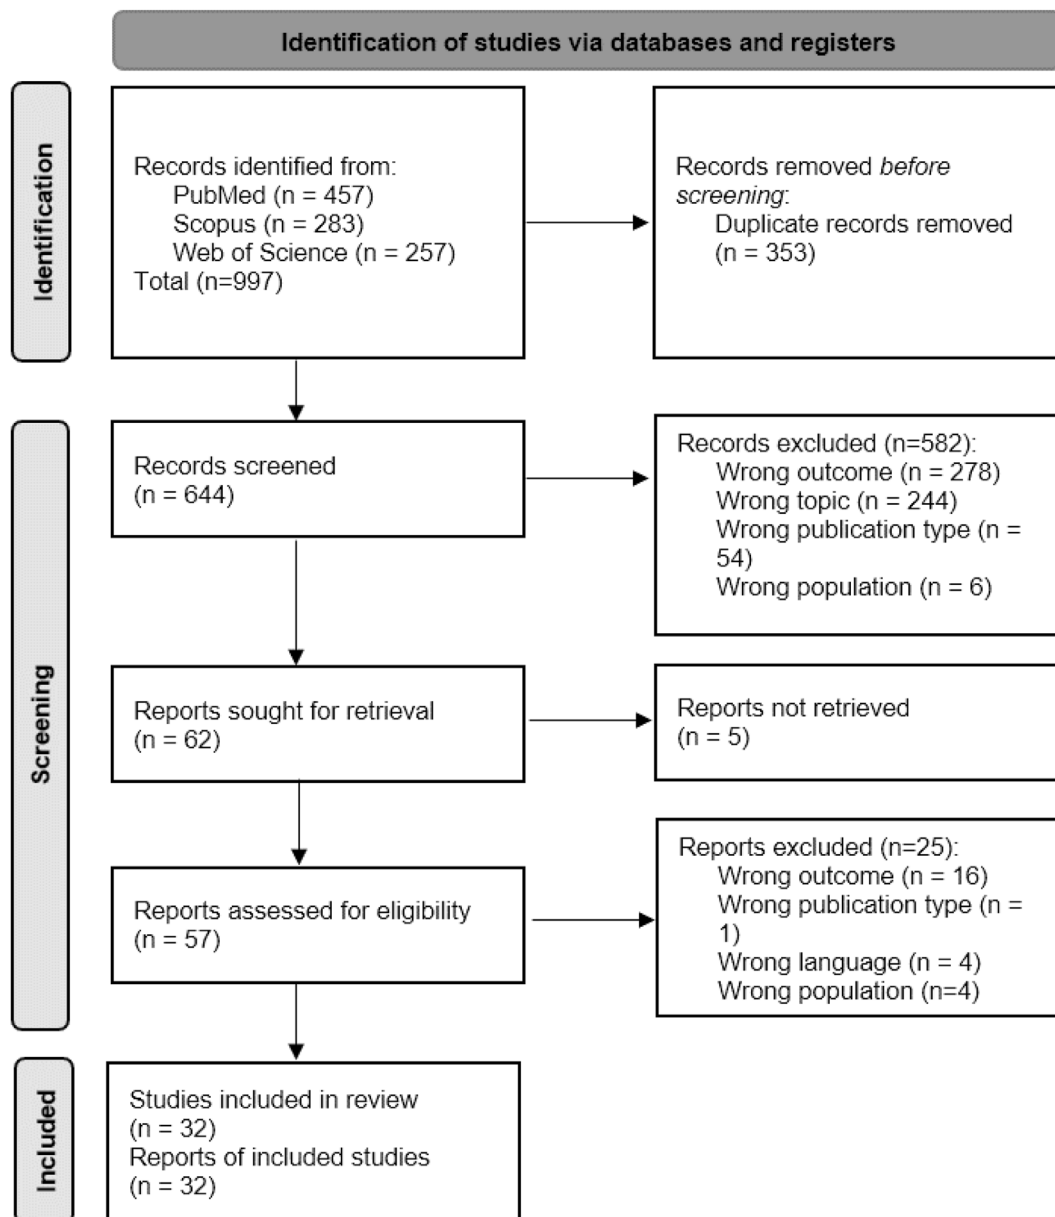 Identification of studies via databases and registers
Identification
Records identified from:
PubMed (n = 457)
Scopus (n = 283)
Web of Science (n = 257)
Total (n=997)
Records removed before
screening:
Duplicate records removed
(n = 353)
Screening
Records screened
(n = 644)
Records excluded (n=582):
Wrong outcome (n = 278)
Wrong topic (n = 244)
Wrong publication type (n =
54)
Wrong population (n = 6)
Reports sought for retrieval
(n = 62)
Reports not retrieved
(n = 5)
Reports assessed for eligibility
(n = 57)
Reports excluded (n=25):
Wrong outcome (n = 16)
Wrong publication type (n =
1)
Wrong language (n = 4)
Wrong population (n=4)
Included
Studies included in review
(n = 32)
Reports of included studies
(n = 32)